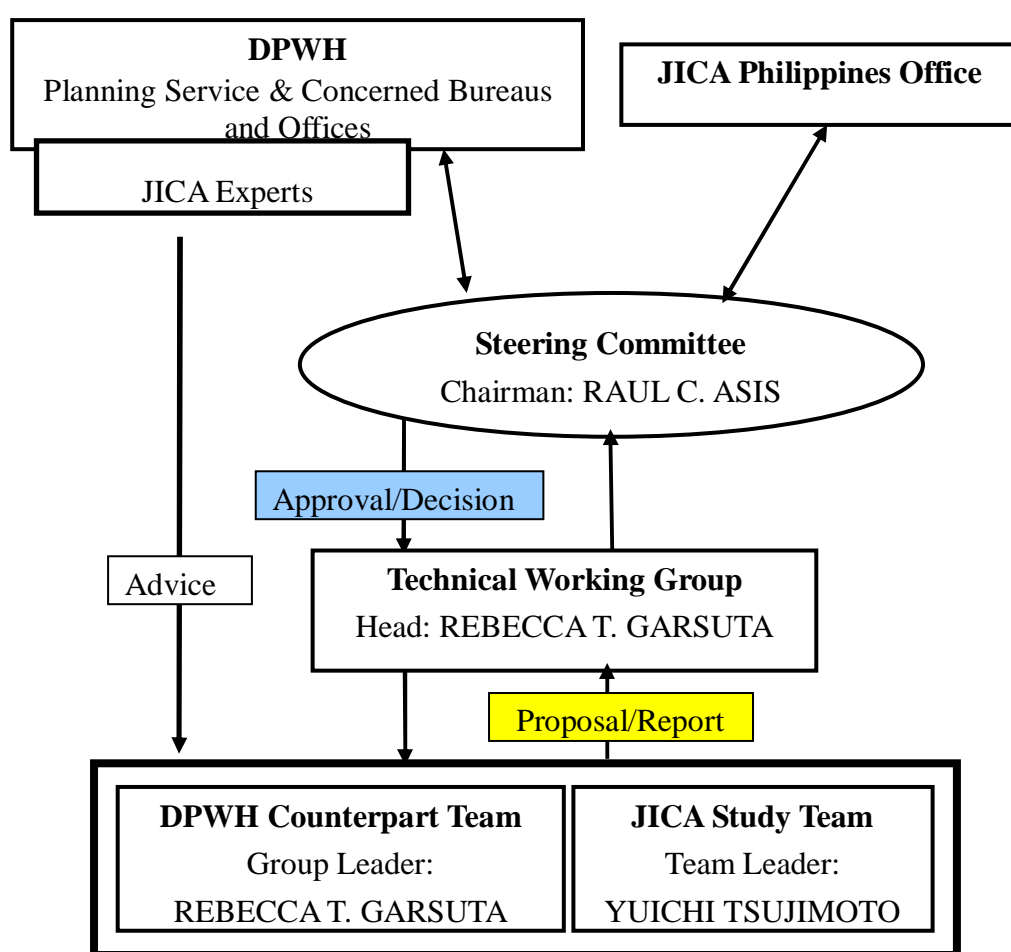 DPWH
Planning Service & Concerned Bureaus
and Offices
JICA Experts
JICA Philippines Office
Steering Committee
Chairman: RAUL C. ASIS
Approval/Decision
Advice
Technical Working Group
Head: REBECCA T. GARSUTA
Proposal/Report
DPWH Counterpart Team
Group Leader:
REBECCA T. GARSUTA
JICA Study Team
Team Leader:
YUICHI TSUJIMOTO